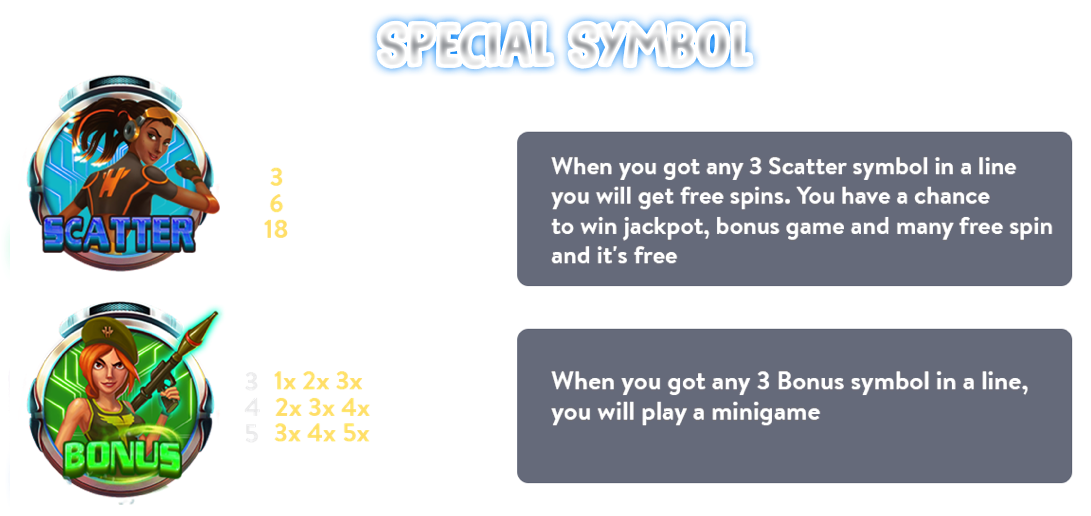 SPECIAL SYMBOL
SCATTER
3
6
18
When you got any 3 Scatter symbol in a line
you will get free spins. You have a chance
to win jackpot, bonus game and many free spin
and it's free
BONUS
3 1x 2x 3x
4 2x 3x 4x
5 3x 4x 5x
When you got any 3 Bonus symbol in a line,
you will play a minigame